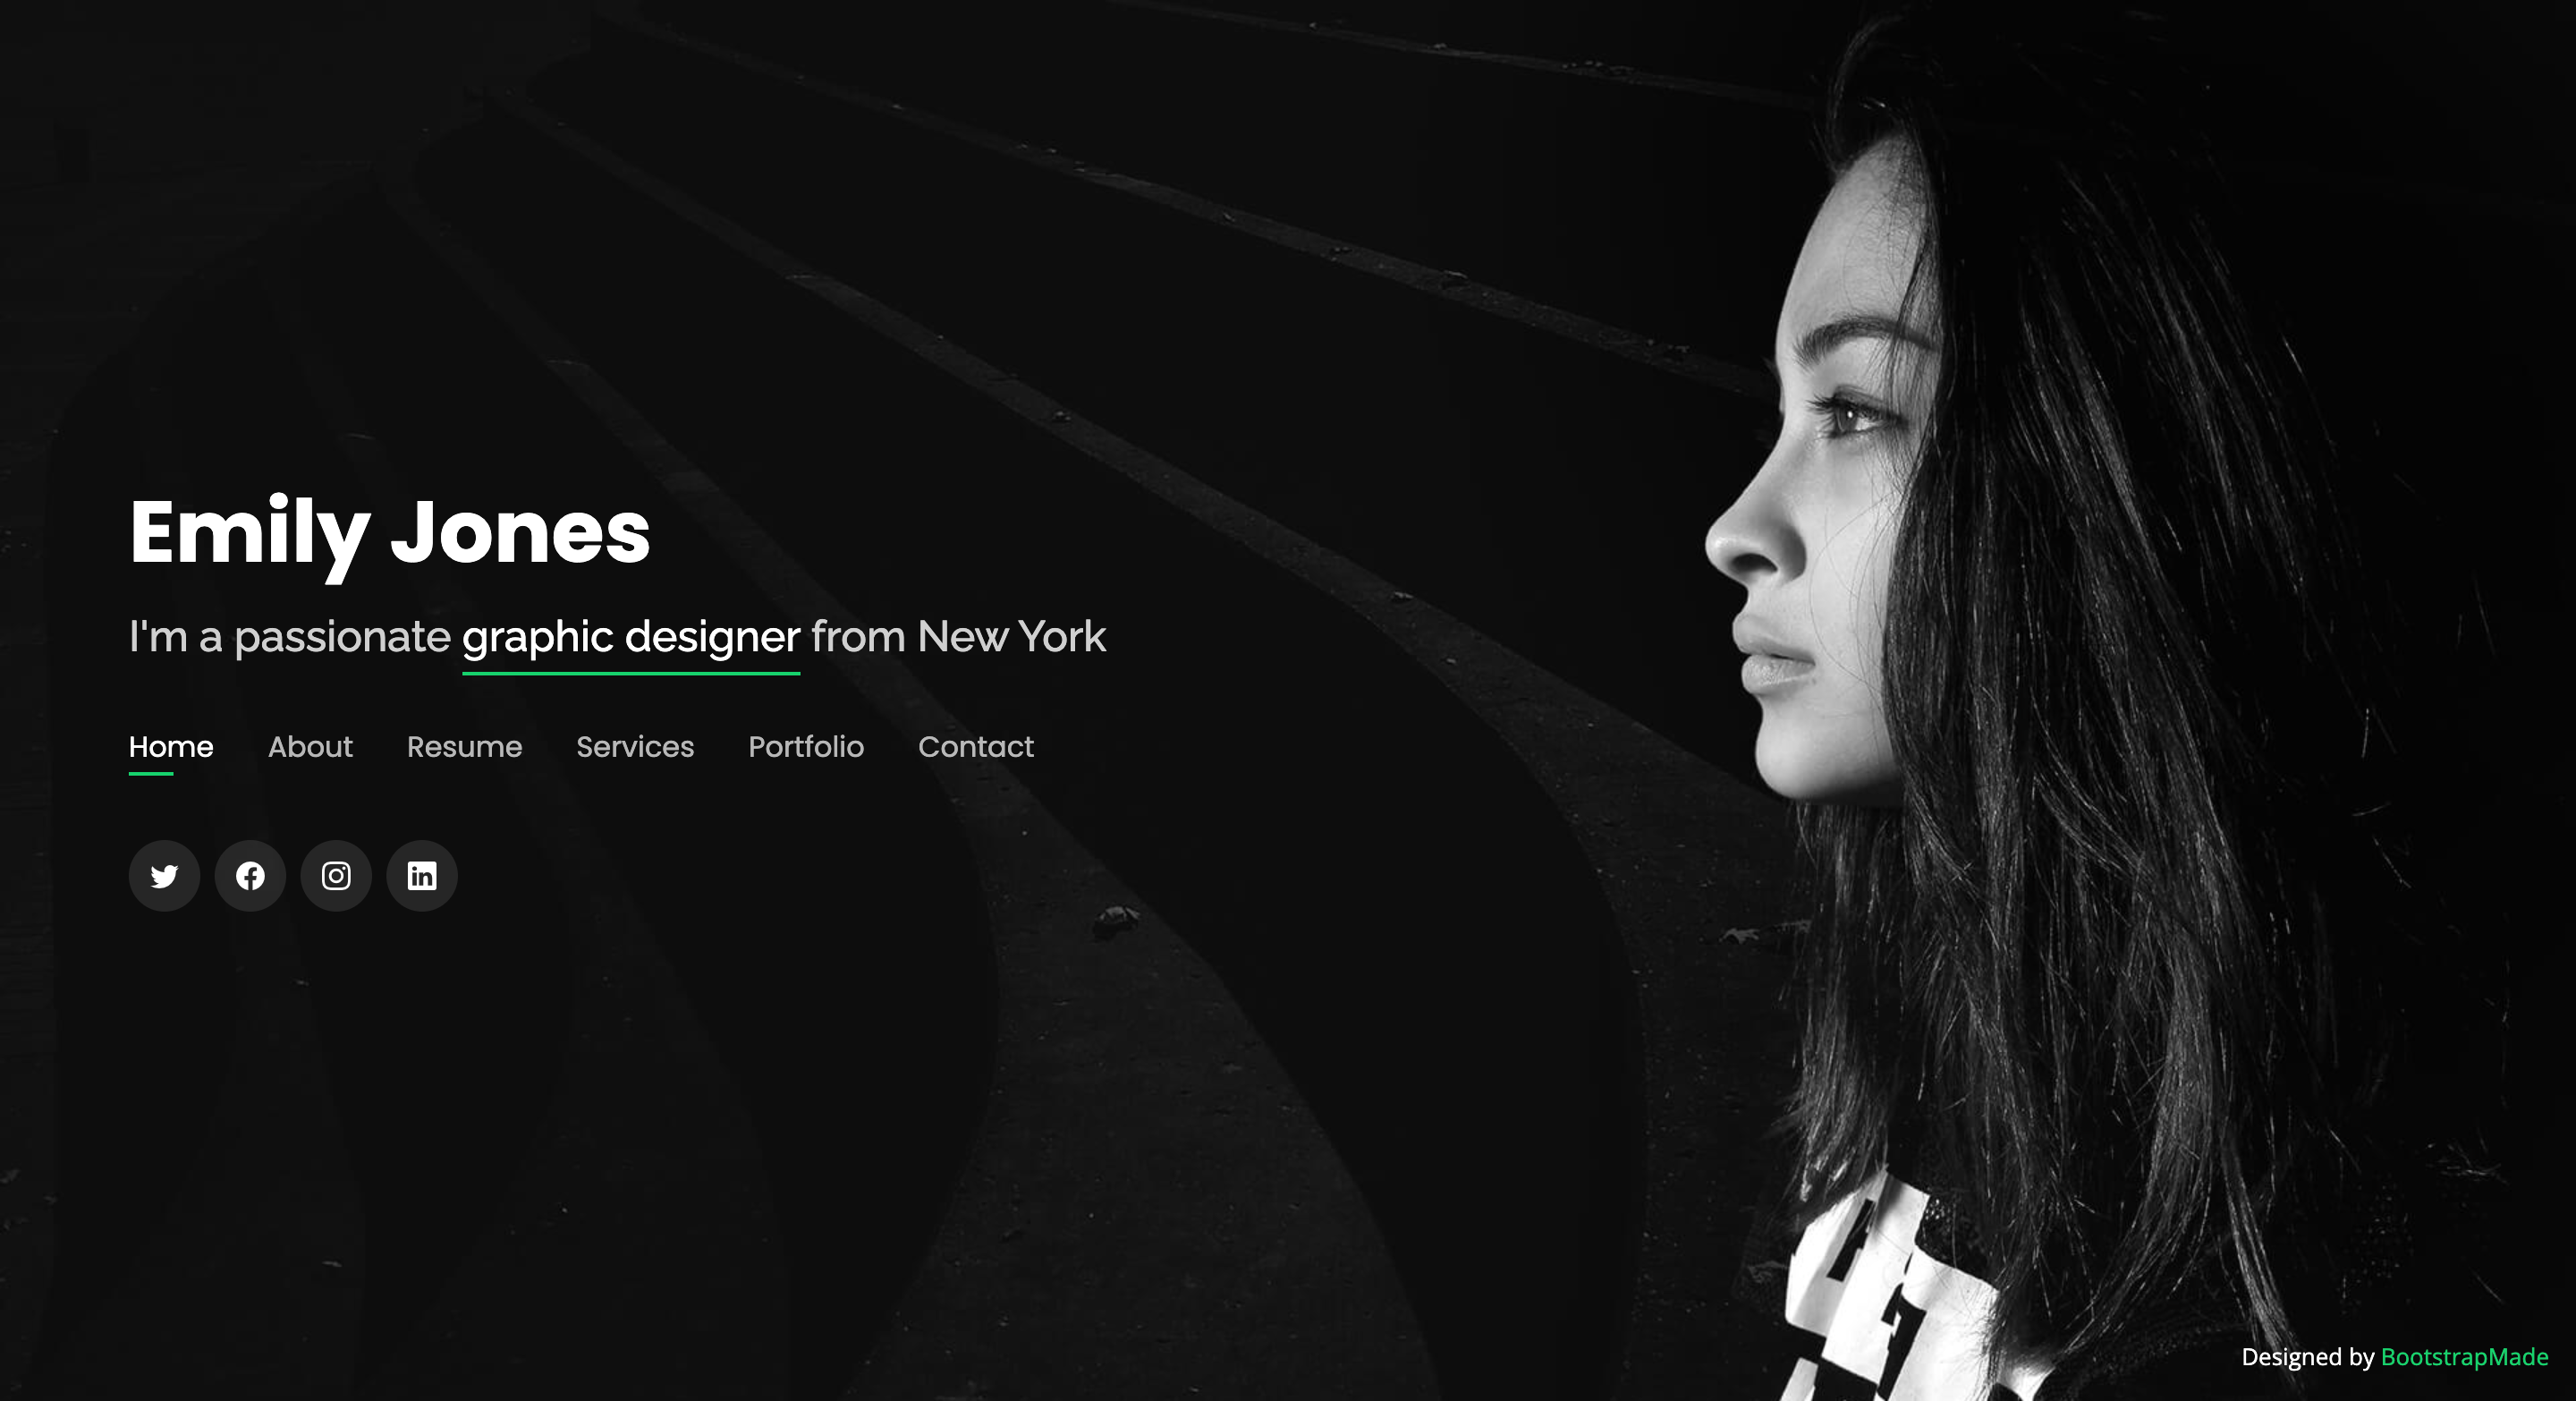 Emily Jones
I'm a passionate graphic designer from New York
Home About Resume Services Portfolio Contact
Designed by BootstrapMade